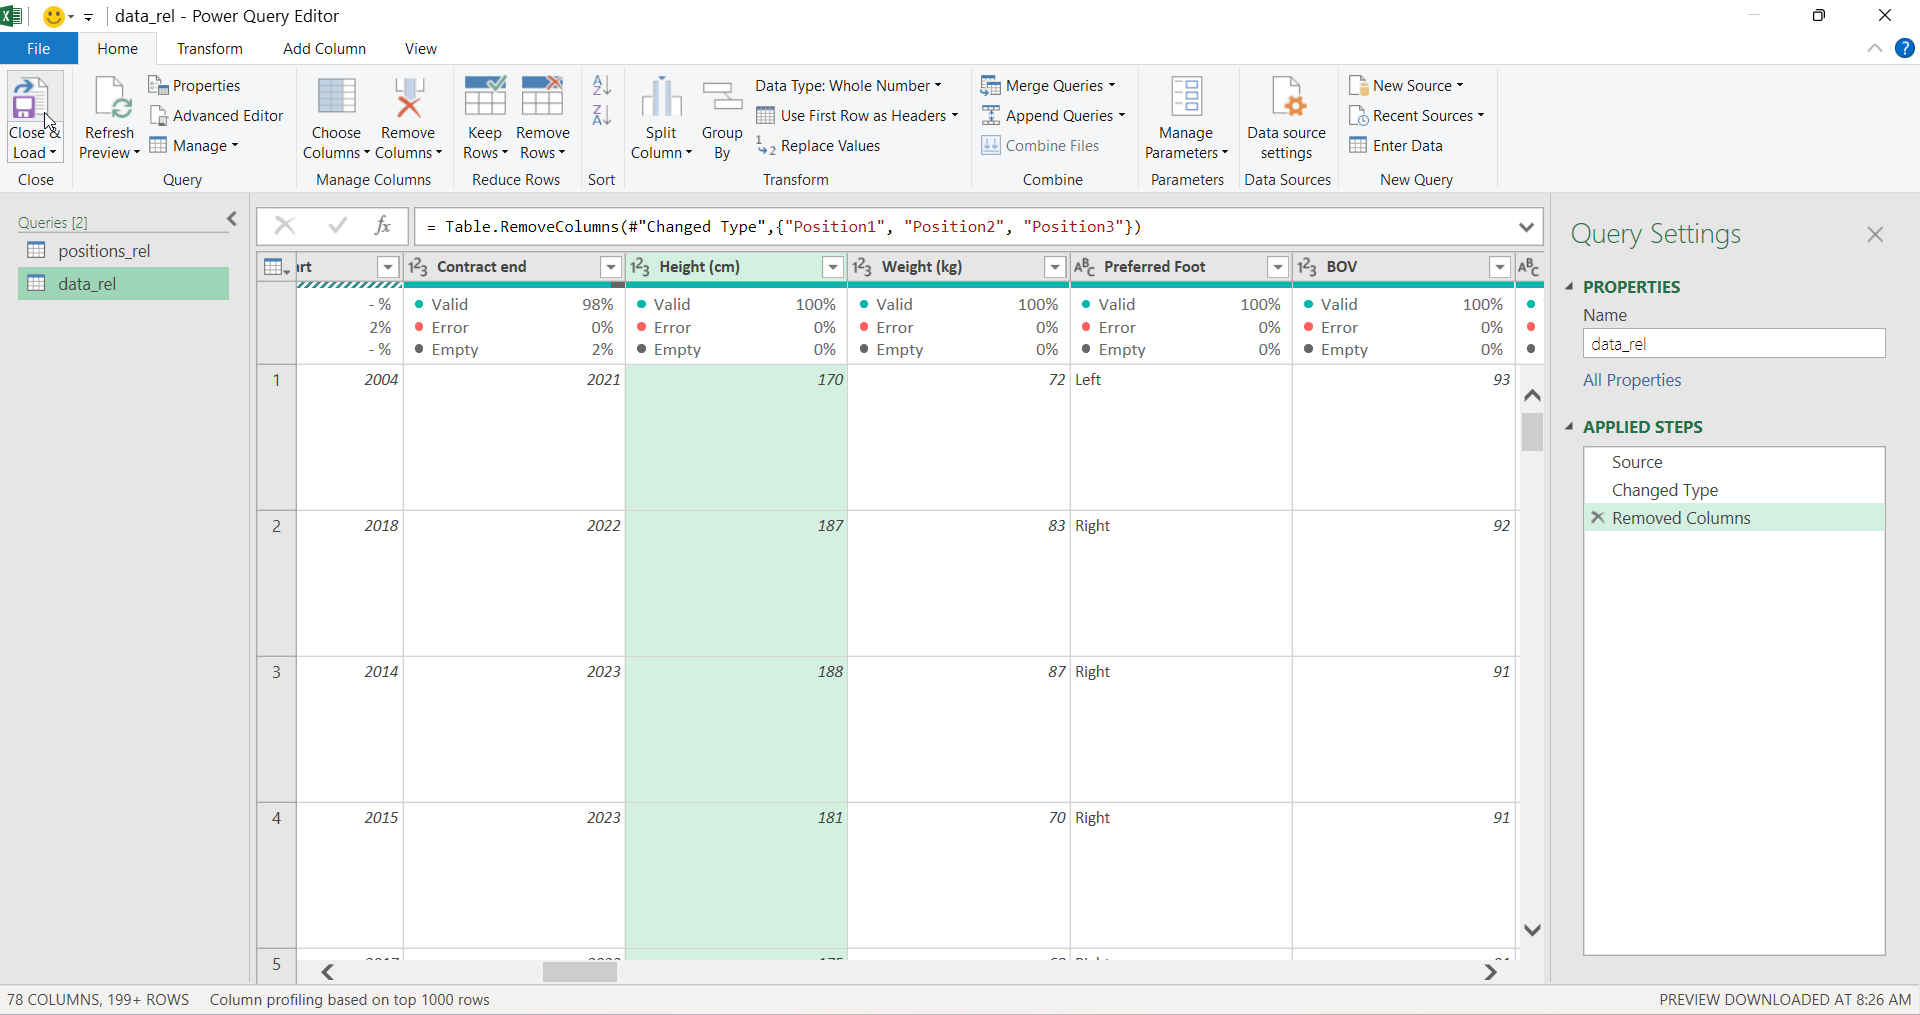 data_rel - Power Query Editor
File
Home
Transform
Add Column
View
Close & Load
Close
Refresh Preview
Properties
Advanced Editor
Manage
Query
Choose Columns
Remove Columns
Manage Columns
Keep Rows
Remove Rows
Reduce Rows
Sort
Split Column
Group By
Data Type: Whole Number
Use First Row as Headers
Replace Values
Transform
Merge Queries
Append Queries
Combine Files
Combine
Manage Parameters
Parameters
Data source settings
Data Sources
New Source
Recent Sources
Enter Data
New Query
Queries [2]
positions_rel
data_rel
fx = Table.RemoveColumns(#"Changed Type",{"Position1", "Position2", "Position3"})
rt 123 Contract end 123 Height (cm) 123 Weight (kg) ABC Preferred Foot 123 BOV ABC
- % Valid 98% Valid 100% Valid 100% Valid 100% Valid 100%
2% Error 0% Error 0% Error 0% Error 0% Error 0%
- % Empty 2% Empty 0% Empty 0% Empty 0% Empty 0%
1 2004 2021 170 72 Left 93
2 2018 2022 187 83 Right 92
3 2014 2023 188 87 Right 91
4 2015 2023 181 70 Right 91
5
Query Settings
PROPERTIES
Name
data_rel
All Properties
APPLIED STEPS
Source
Changed Type
Removed Columns
78 COLUMNS, 199+ ROWS Column profiling based on top 1000 rows
PREVIEW DOWNLOADED AT 8:26 AM